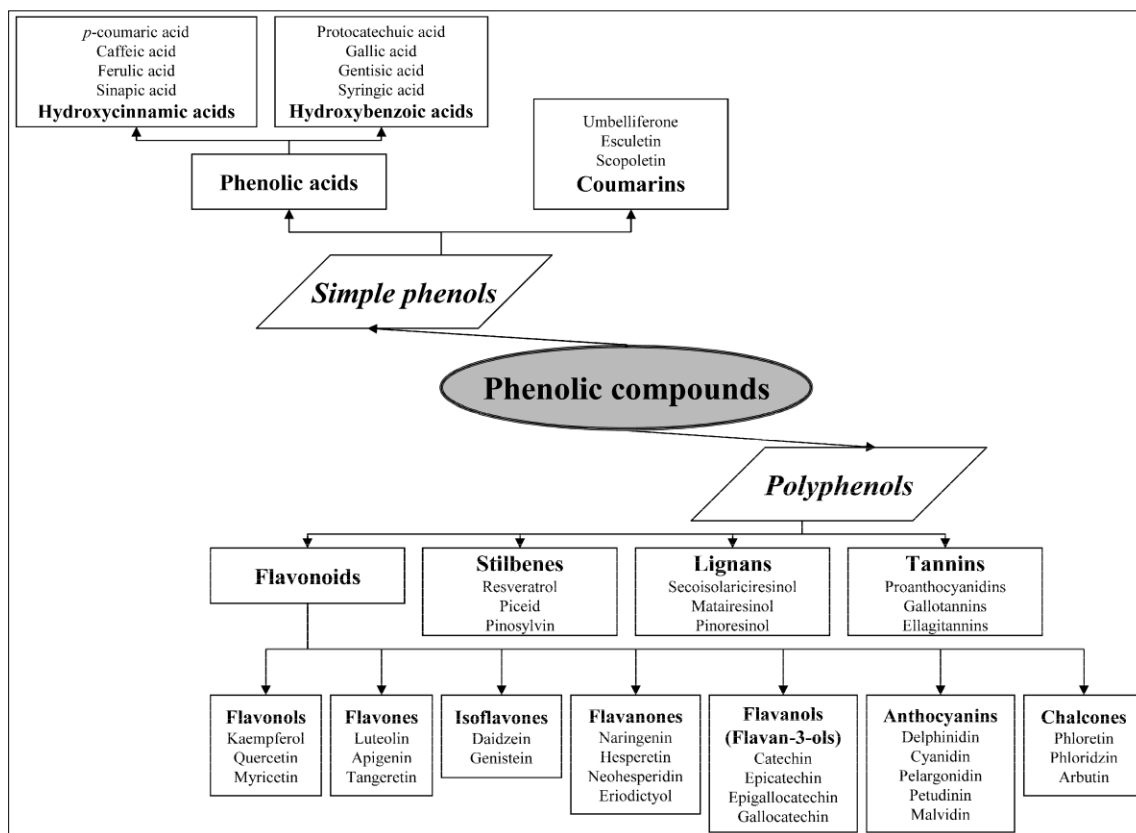 p-coumaric acid
Caffeic acid
Ferulic acid
Sinapic acid
Hydroxycinnamic acids
Protocatechuic acid
Gallic acid
Gentisic acid
Syringic acid
Hydroxybenzoic acids
Umbelliferone
Esculetin
Scopoletin
Coumarins
Phenolic acids
Simple phenols
Phenolic compounds
Polyphenols
Flavonoids
Stilbenes
Resveratrol
Piceid
Pinosylvin
Lignans
Secoisolariciresinol
Matairesinol
Pinoresinol
Tannins
Proanthocyanidins
Gallotannins
Ellagitannins
Flavonols
Kaempferol
Quercetin
Myricetin
Flavones
Luteolin
Apigenin
Tangeretin
Isoflavones
Daidzein
Genistein
Flavanones
Naringenin
Hesperetin
Neohesperidin
Eriodictyol
Flavanols
(Flavan-3-ols)
Catechin
Epicatechin
Epigallocatechin
Gallocatechin
Anthocyanins
Delphinidin
Cyanidin
Pelargonidin
Petudinin
Malvidin
Chalcones
Phloretin
Phloridzin
Arbutin